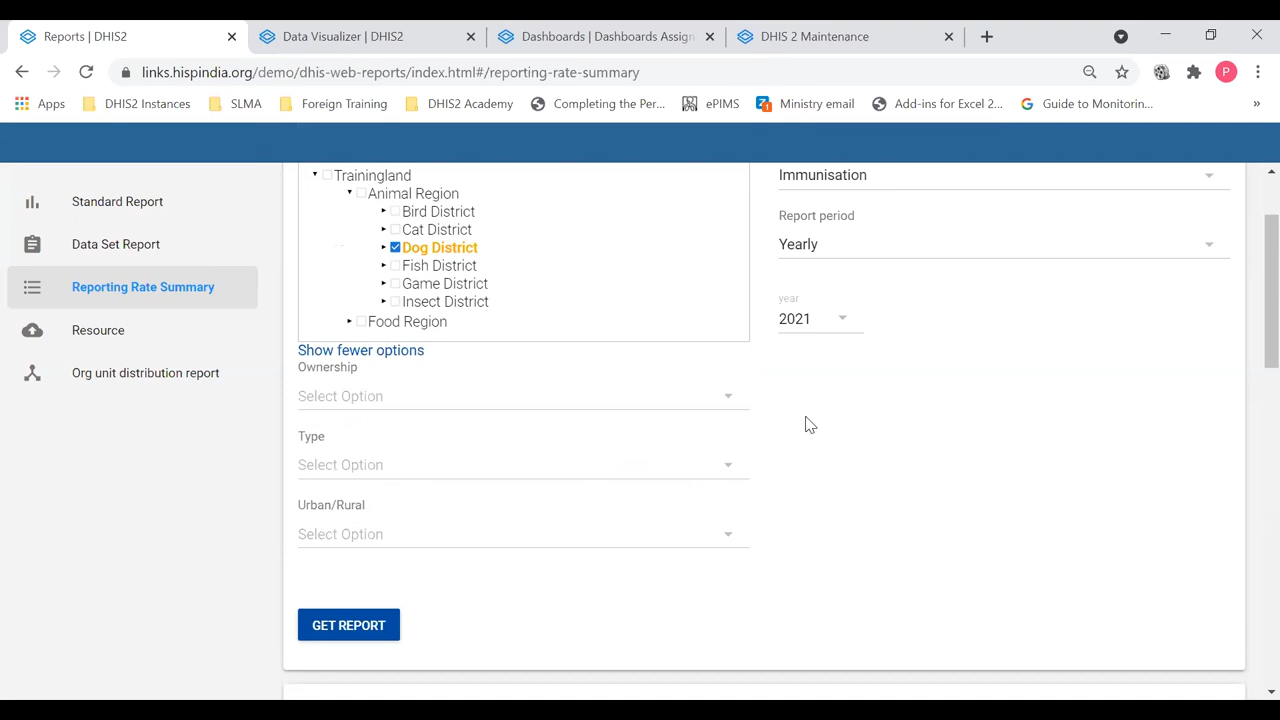 Reports | DHIS2
Data Visualizer | DHIS2
Dashboards | Dashboards Assign
DHIS 2 Maintenance
links.hispindia.org/demo/dhis-web-reports/index.html#/reporting-rate-summary
P
Apps
DHIS2 Instances
SLMA
Foreign Training
DHIS2 Academy
Completing the Per...
ePIMS
Ministry email
Add-ins for Excel 2...
Guide to Monitorin...
»
Standard Report
Data Set Report
Reporting Rate Summary
Resource
Org unit distribution report
Trainingland
Animal Region
Bird District
Cat District
Dog District
Fish District
Game District
Insect District
Food Region
Show fewer options
Ownership
Select Option
Type
Select Option
Urban/Rural
Select Option
GET REPORT
Immunisation
Report period
Yearly
year
2021